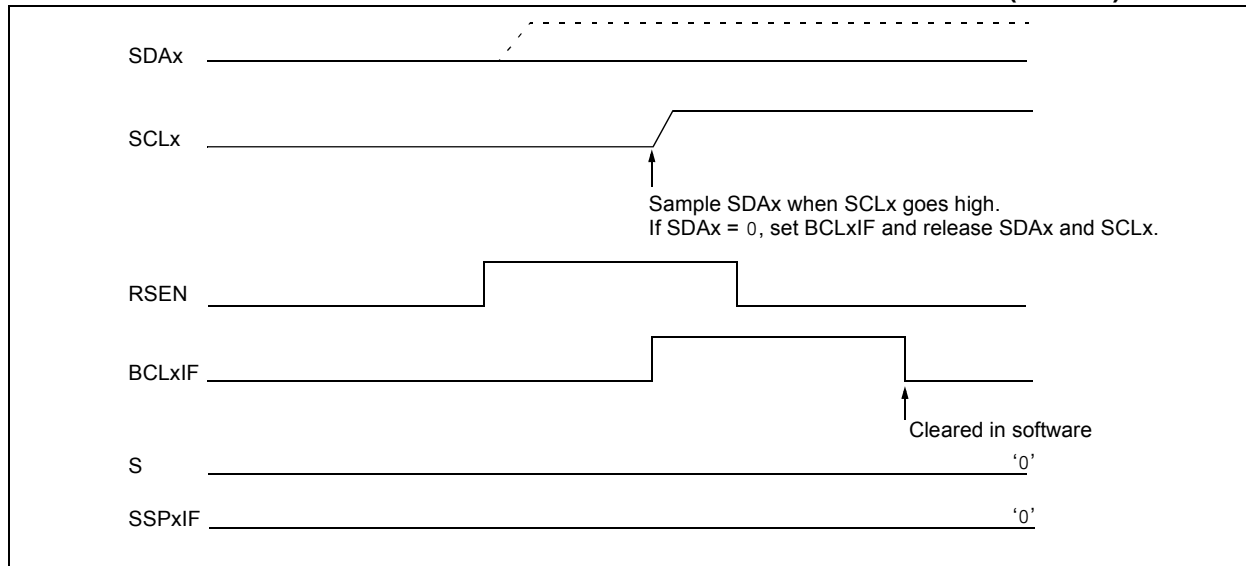 SDAx
SCLx
Sample SDAx when SCLx goes high.
If SDAx = 0, set BCLxIF and release SDAx and SCLx.
RSEN
BCLxIF
Cleared in software
S
‘0’
SSPxIF
‘0’